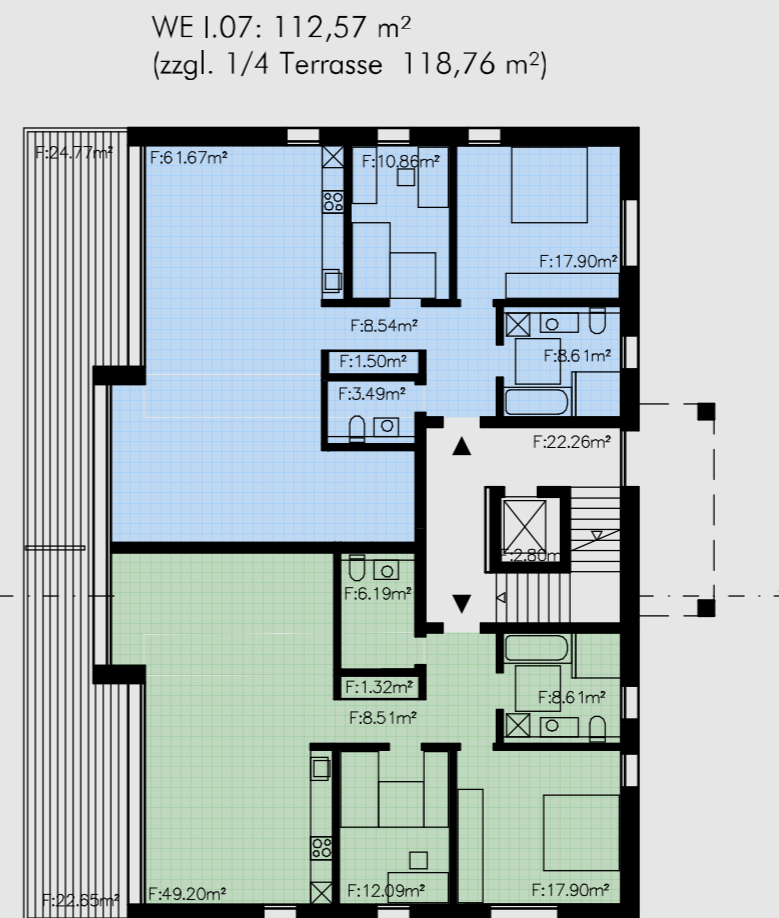 WE I.07: 112,57 m²
(zzgl. 1/4 Terrasse 118,76 m²)
F:24.77m²
F:61.67m²
F:10.86m²
F:17.90m²
F:8.54m²
F:1.50m²
F:8.61m²
F:3.49m²
F:22.26m²
F:2.80m
F:6.19m²
F:1.32m²
F:8.61m²
F:8.51m²
F:22.65m²
F:49.20m²
F:12.09m²
F:17.90m²